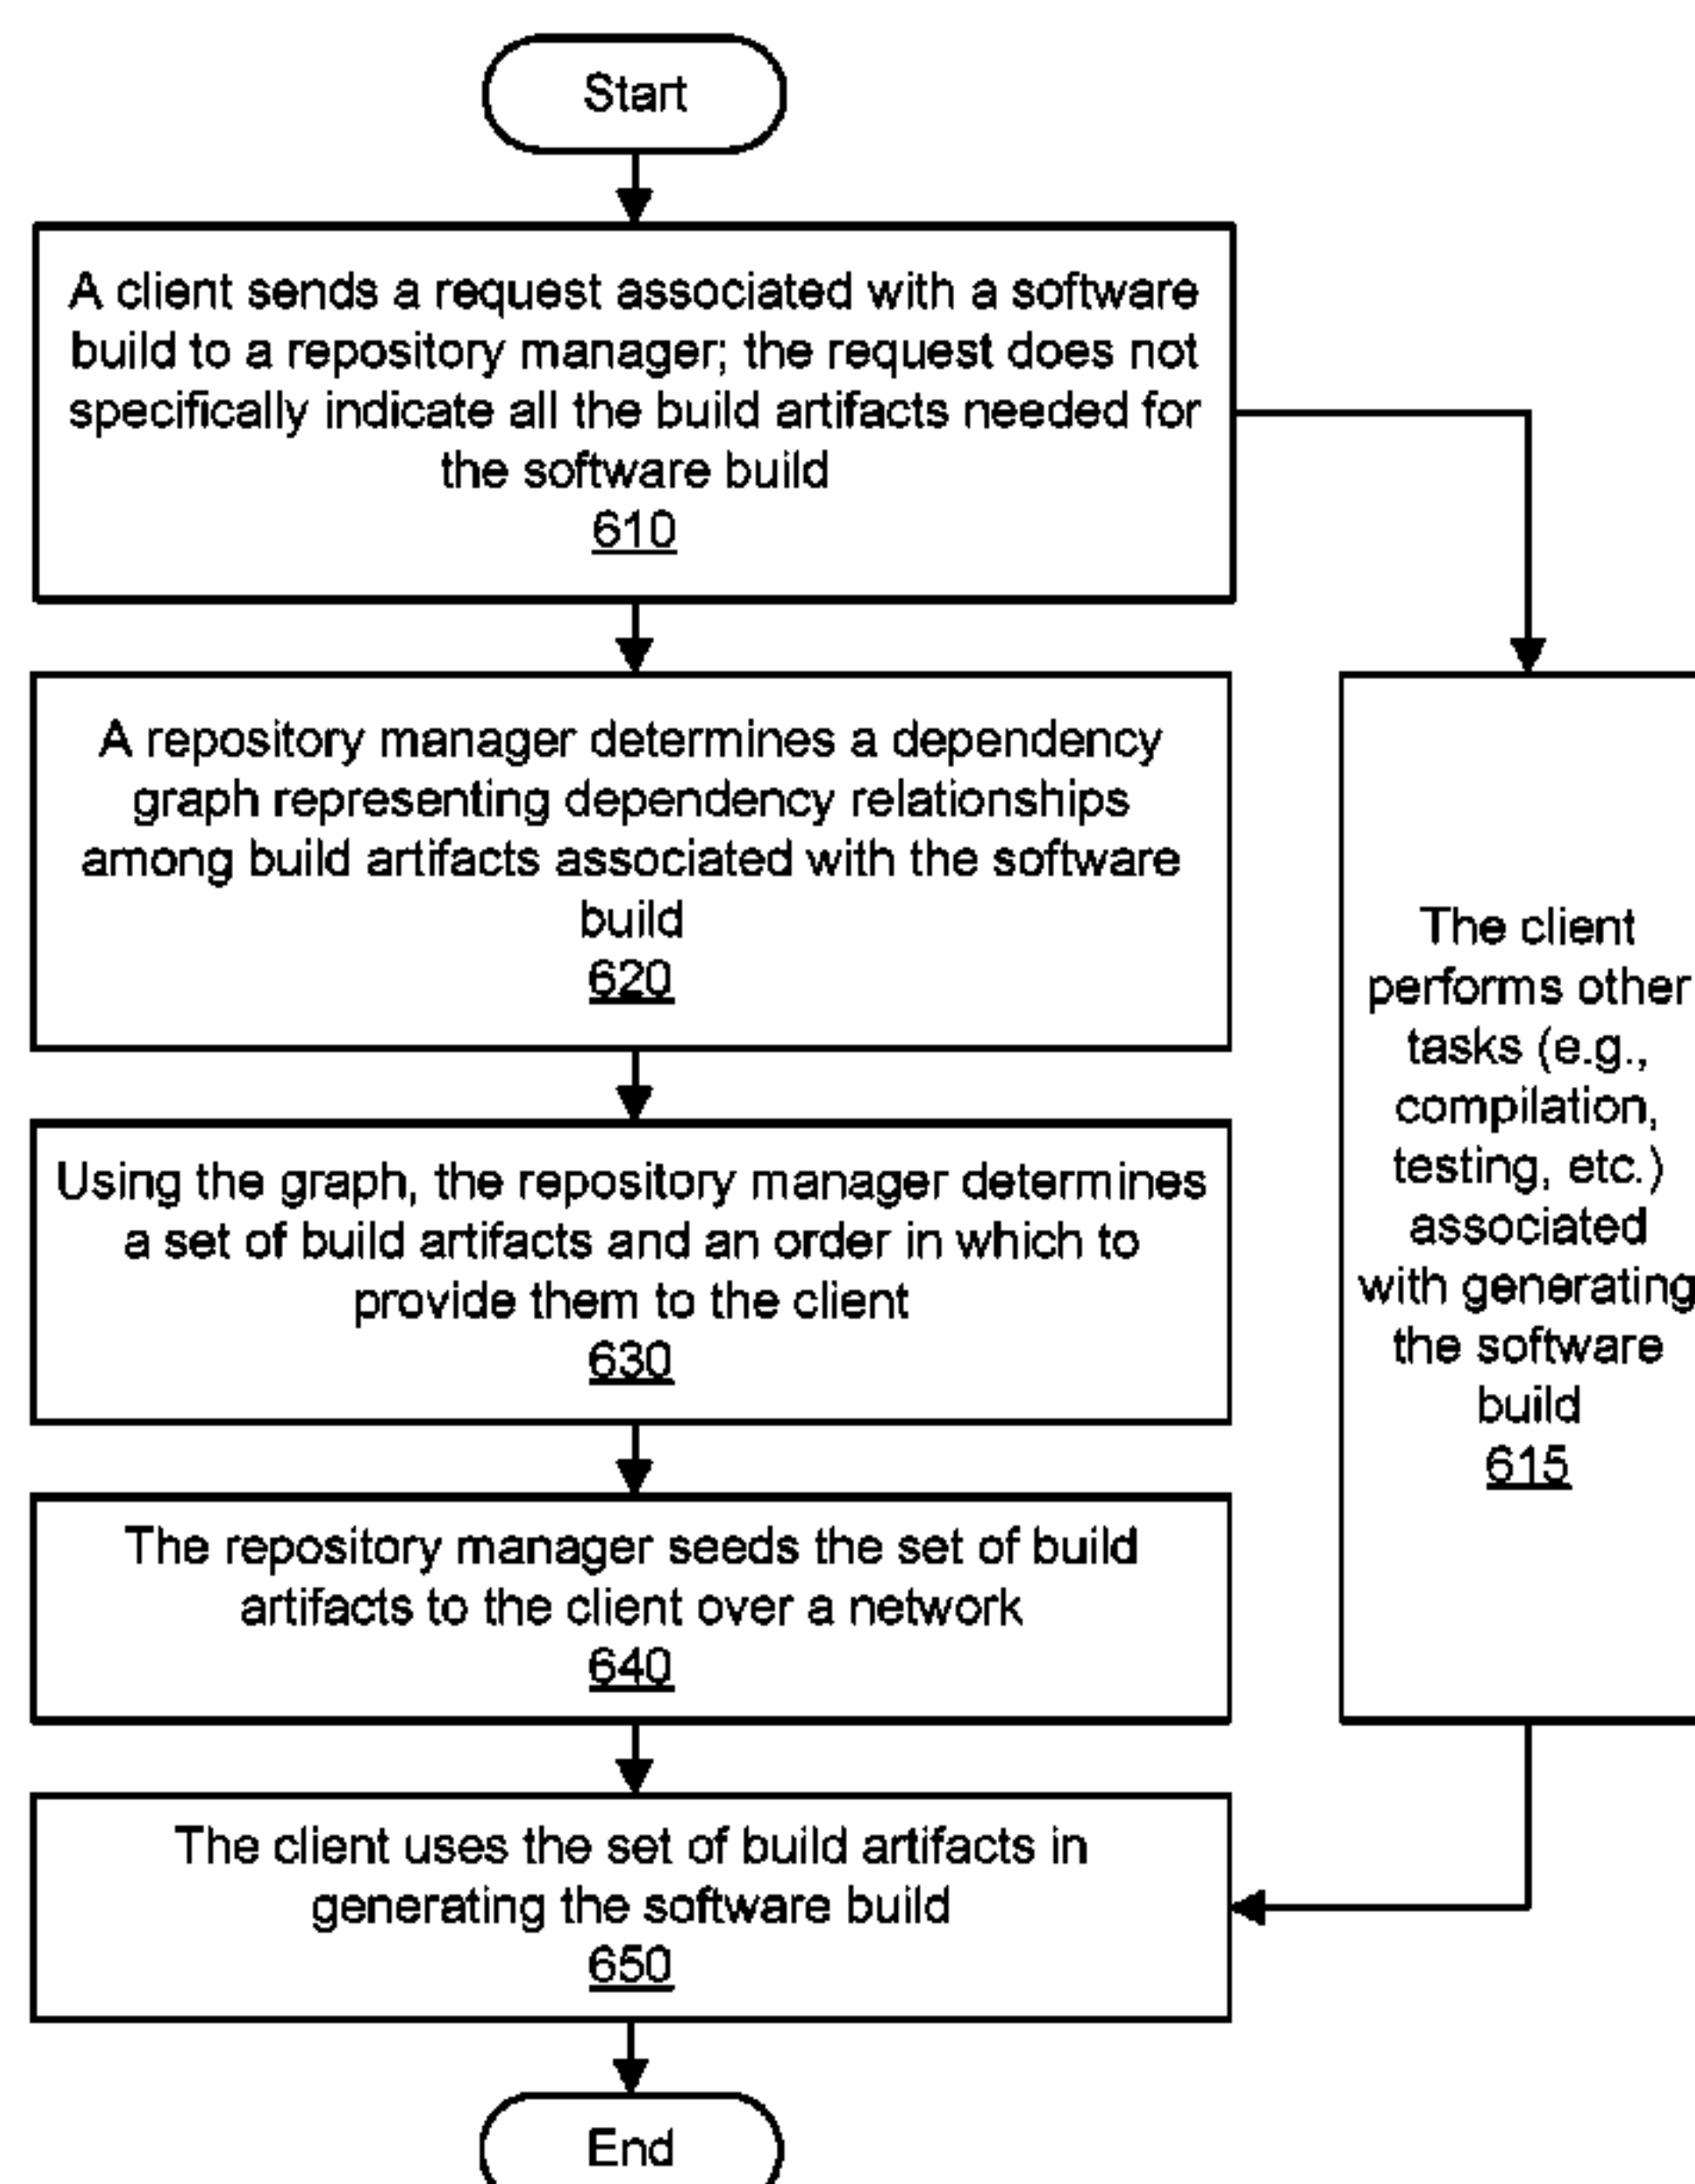 Start
A client sends a request associated with a software
build to a repository manager; the request does not
specifically indicate all the build artifacts needed for
the software build
610
A repository manager determines a dependency
graph representing dependency relationships
among build artifacts associated with the software
build
620
Using the graph, the repository manager determines
a set of build artifacts and an order in which to
provide them to the client
630
The repository manager seeds the set of build
artifacts to the client over a network
640
The client
performs other
tasks (e.g.,
compilation,
testing, etc.)
associated
with generating
the software
build
615
The client uses the set of build artifacts in
generating the software build
650
End